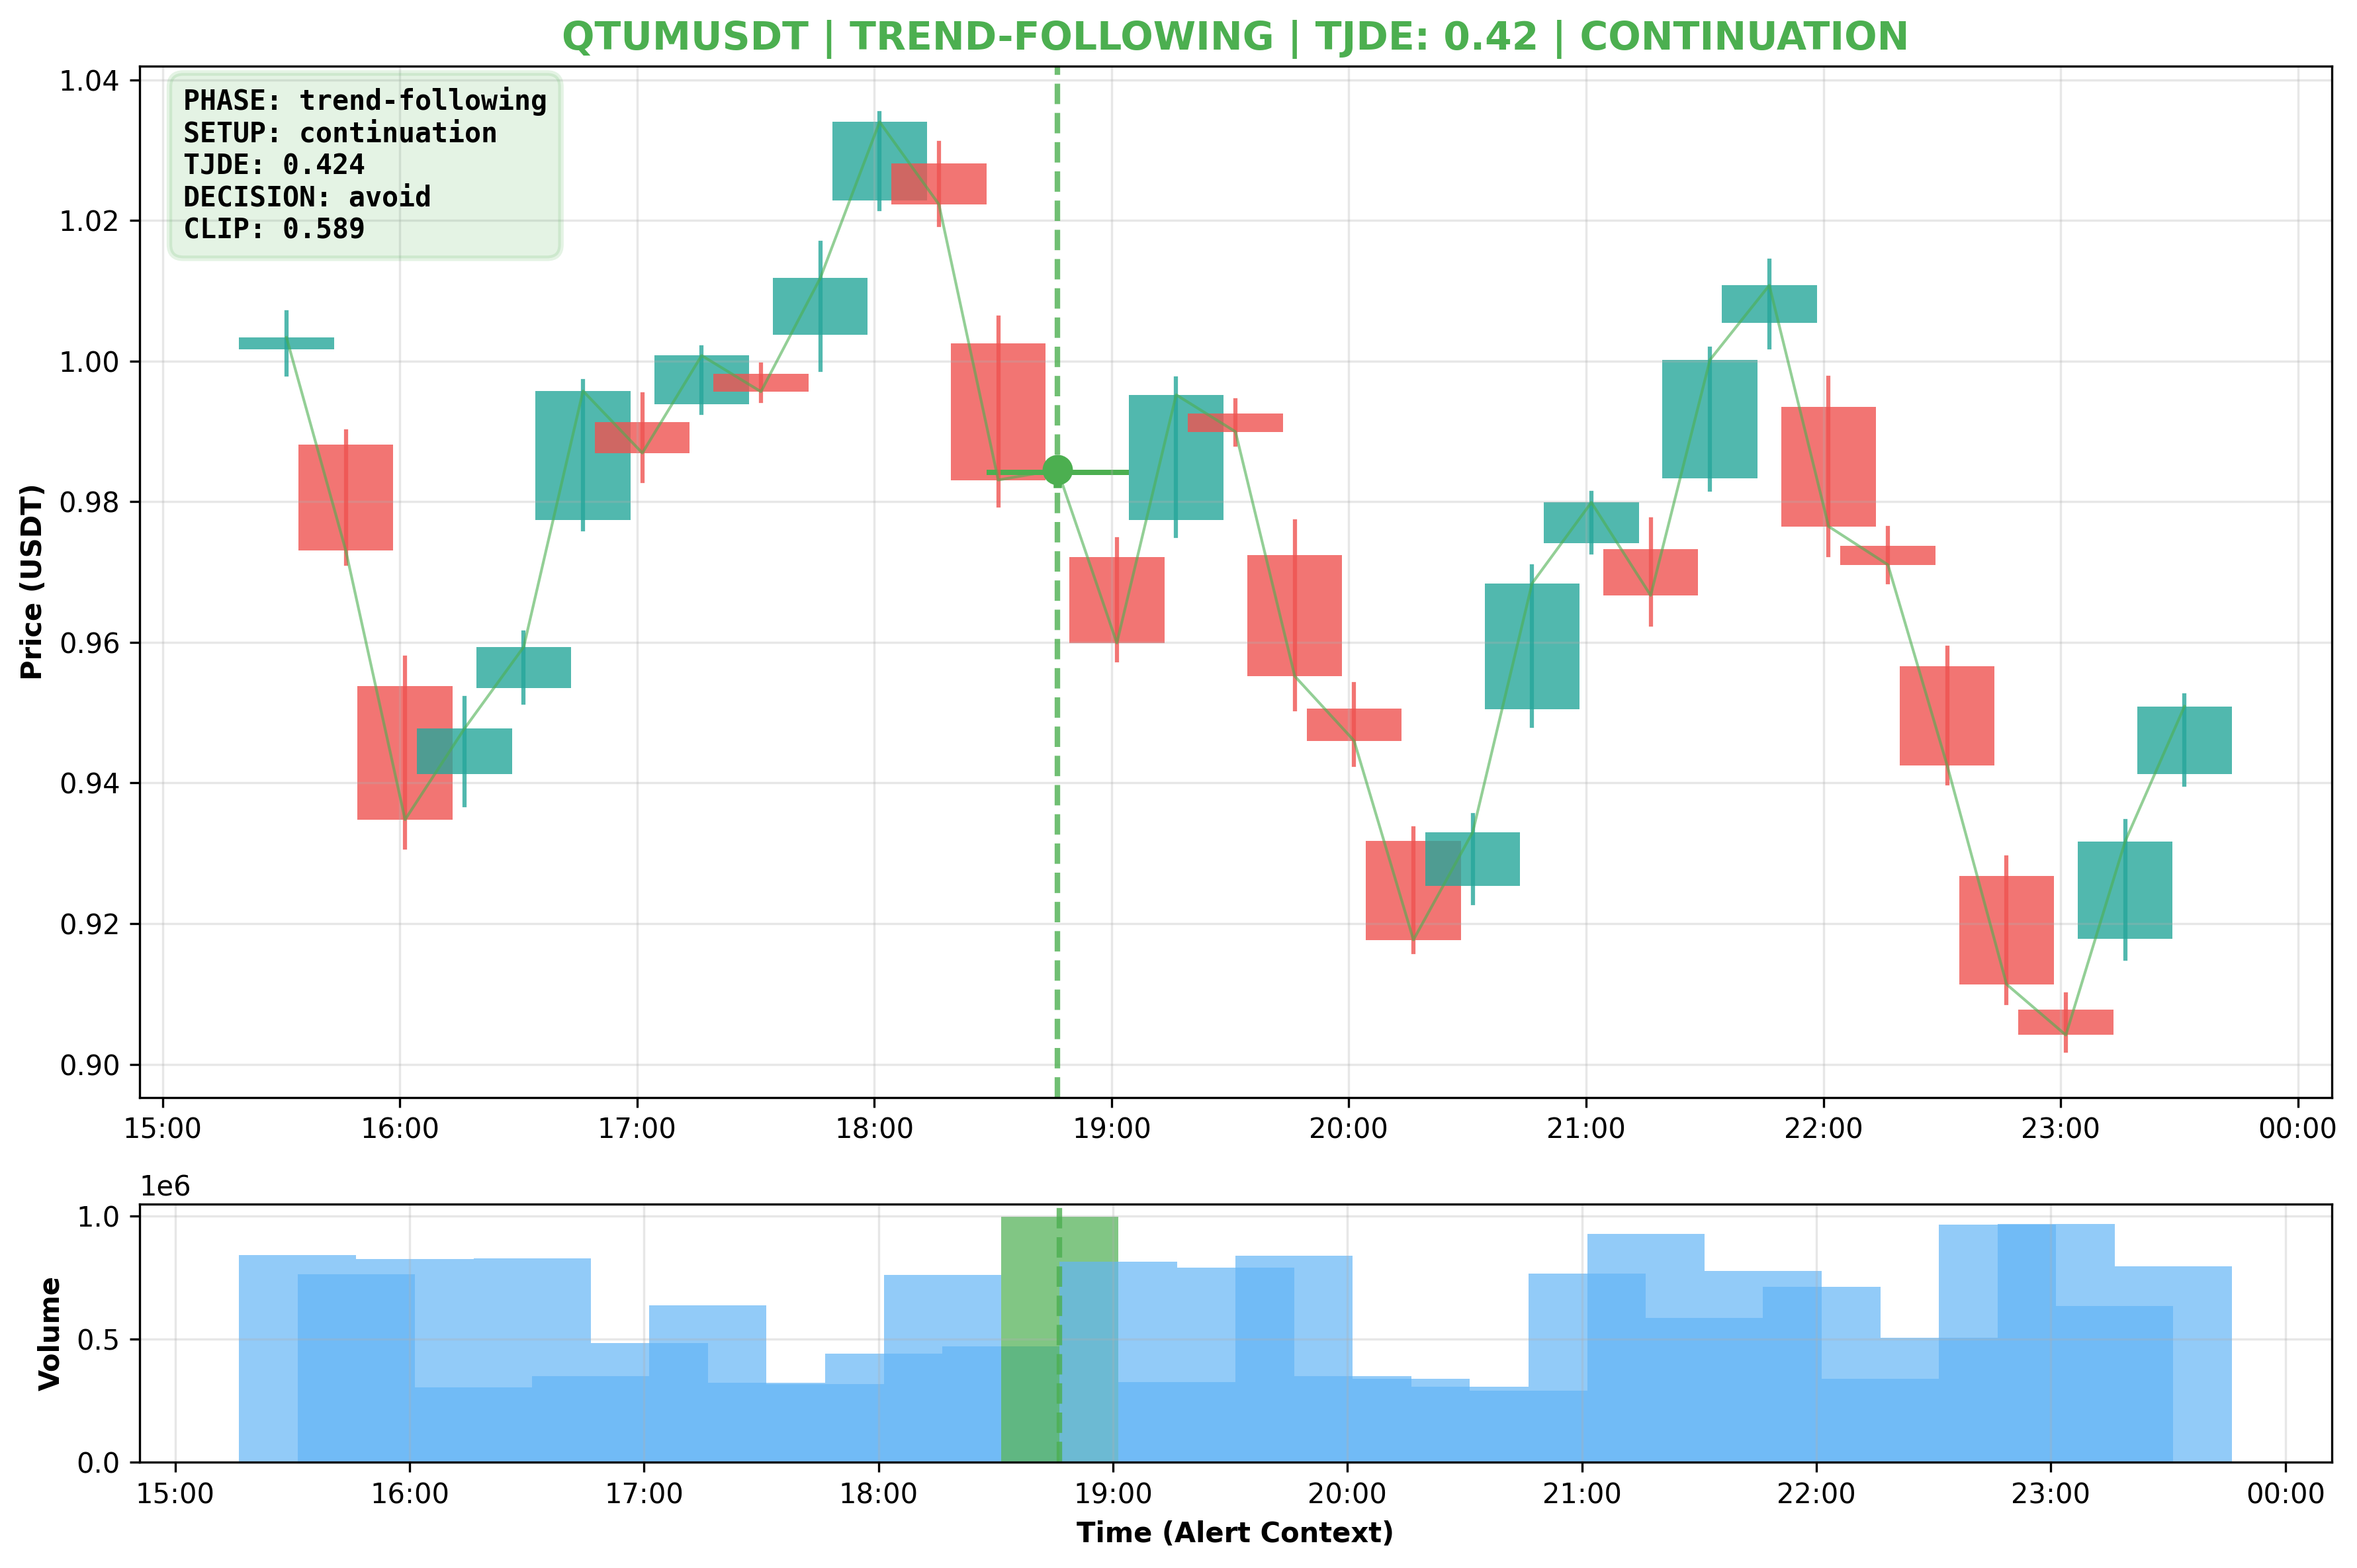 QTUMUSDT | TREND-FOLLOWING | TJDE: 0.42 | CONTINUATION
PHASE: trend-following
SETUP: continuation
TJDE: 0.424
DECISION: avoid
CLIP: 0.589
Price (USDT)
1.04
1.02
1.00
0.98
0.96
0.94
0.92
0.90
15:00 16:00 17:00 18:00 19:00 20:00 21:00 22:00 23:00 00:00
1e6
Volume
1.0
0.5
0.0
15:00 16:00 17:00 18:00 19:00 20:00 21:00 22:00 23:00 00:00
Time (Alert Context)